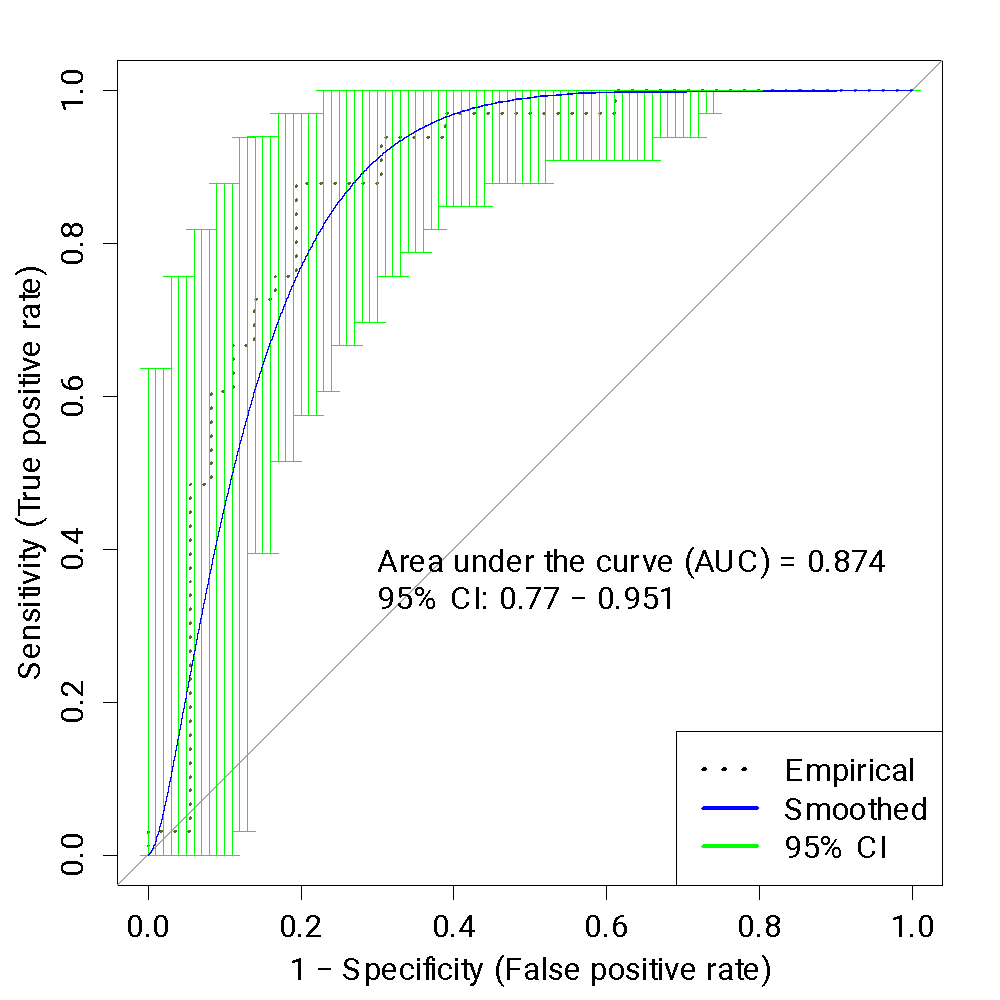 1.0
0.8
0.6
0.4
0.2
0.0
Sensitivity (True positive rate)
Area under the curve (AUC) = 0.874
95% CI: 0.77 − 0.951
Empirical
Smoothed
95% CI
0.0 0.2 0.4 0.6 0.8 1.0
1 − Specificity (False positive rate)